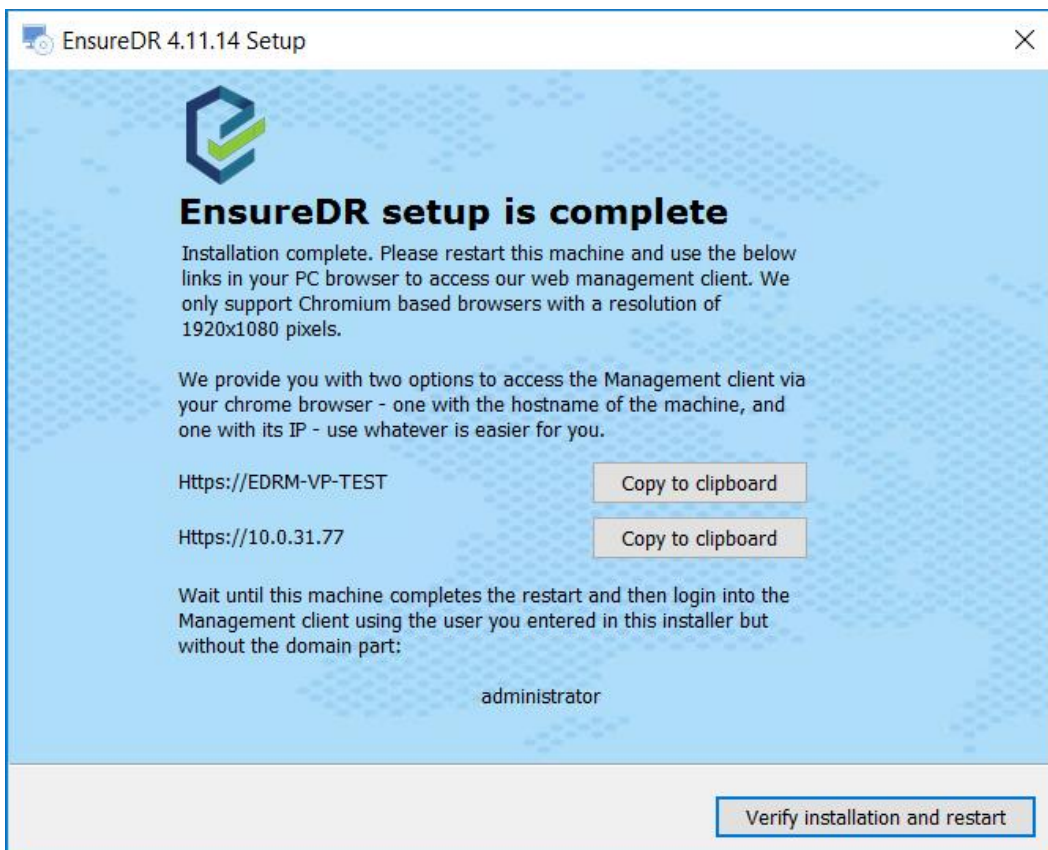 EnsureDR 4.11.14 Setup
EnsureDR setup is complete
Installation complete. Please restart this machine and use the below
links in your PC browser to access our web management client. We
only support Chromium based browsers with a resolution of
1920x1080 pixels.
We provide you with two options to access the Management client via
your chrome browser - one with the hostname of the machine, and
one with its IP - use whatever is easier for you.
Https://EDRM-VP-TEST Copy to clipboard
Https://10.0.31.77 Copy to clipboard
Wait until this machine completes the restart and then login into the
Management client using the user you entered in this installer but
without the domain part:
administrator
Verify installation and restart